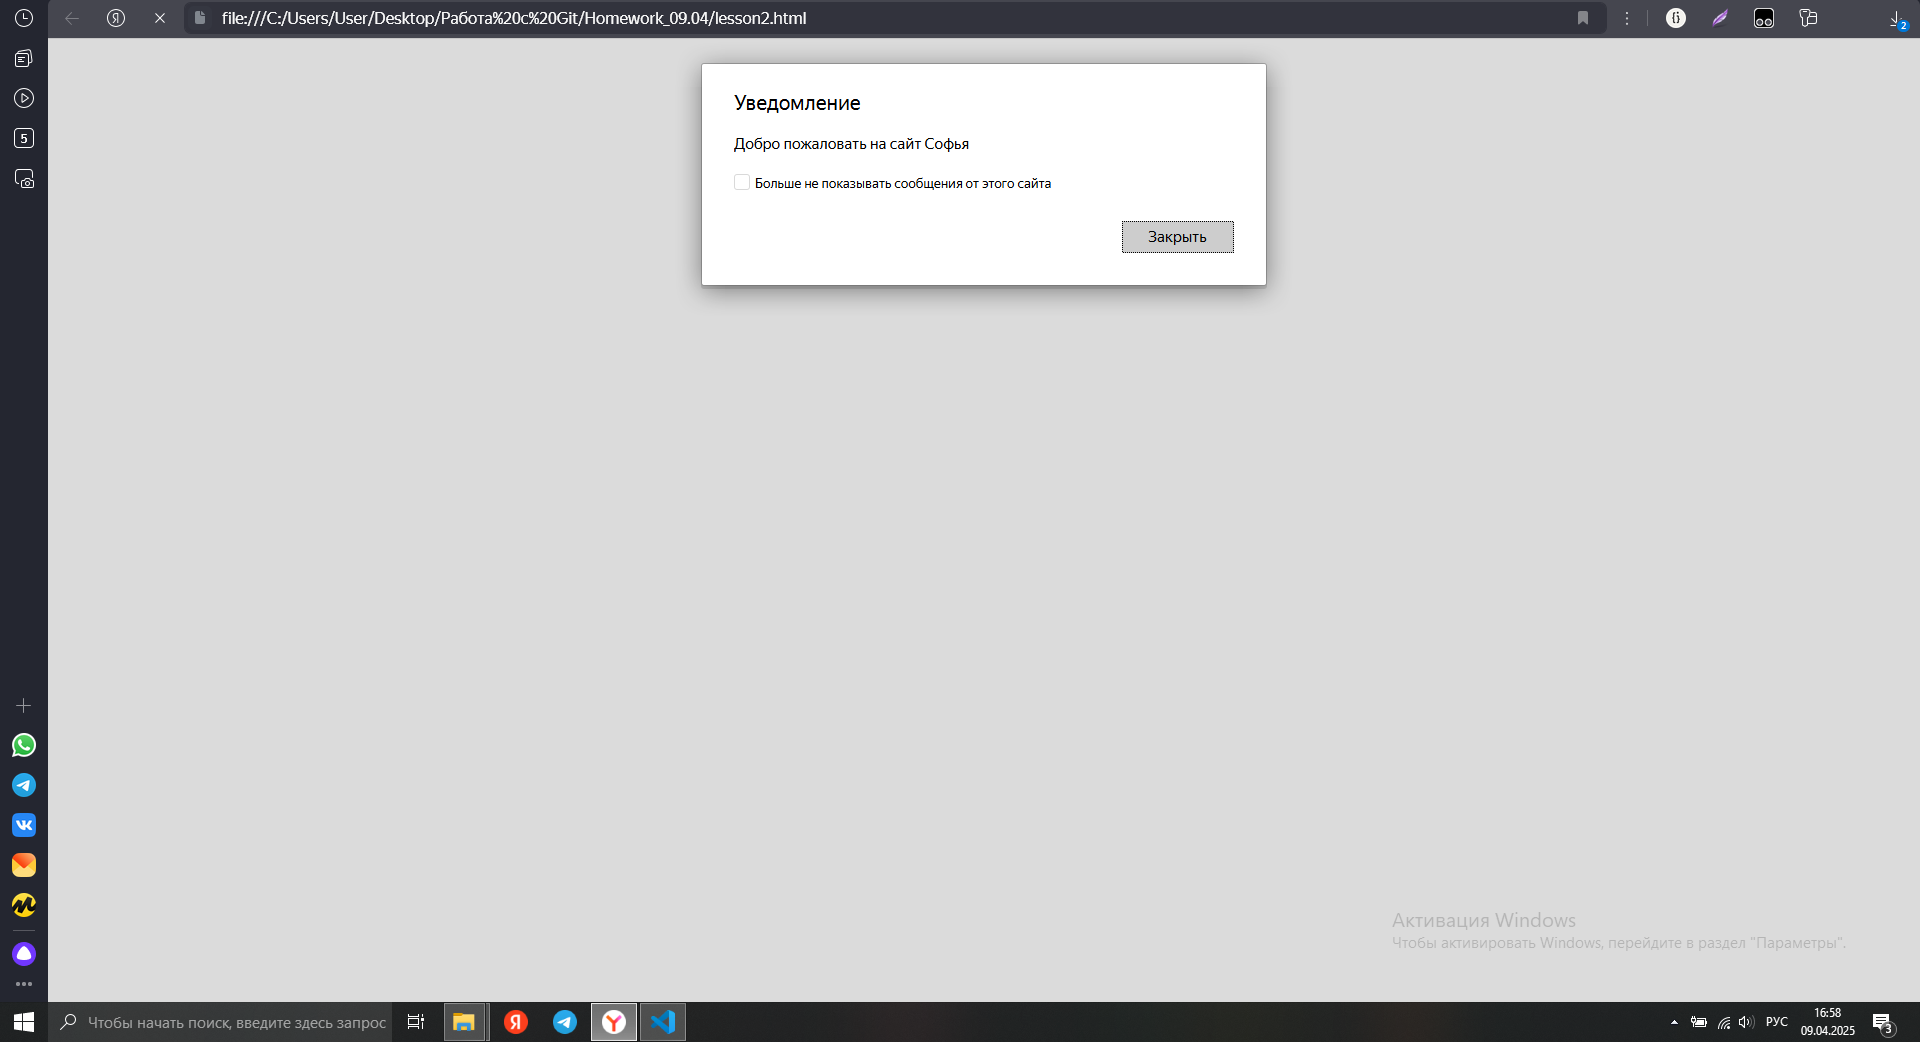 file:///C:/Users/User/Desktop/Работа%20с%20Git/Homework_09.04/lesson2.html
2
5
Уведомление
Добро пожаловать на сайт Софья
Больше не показывать сообщения от этого сайта
Закрыть
Активация Windows
Чтобы активировать Windows, перейдите в раздел "Параметры".
Чтобы начать поиск, введите здесь запрос
РУС
16:58
09.04.2025
3